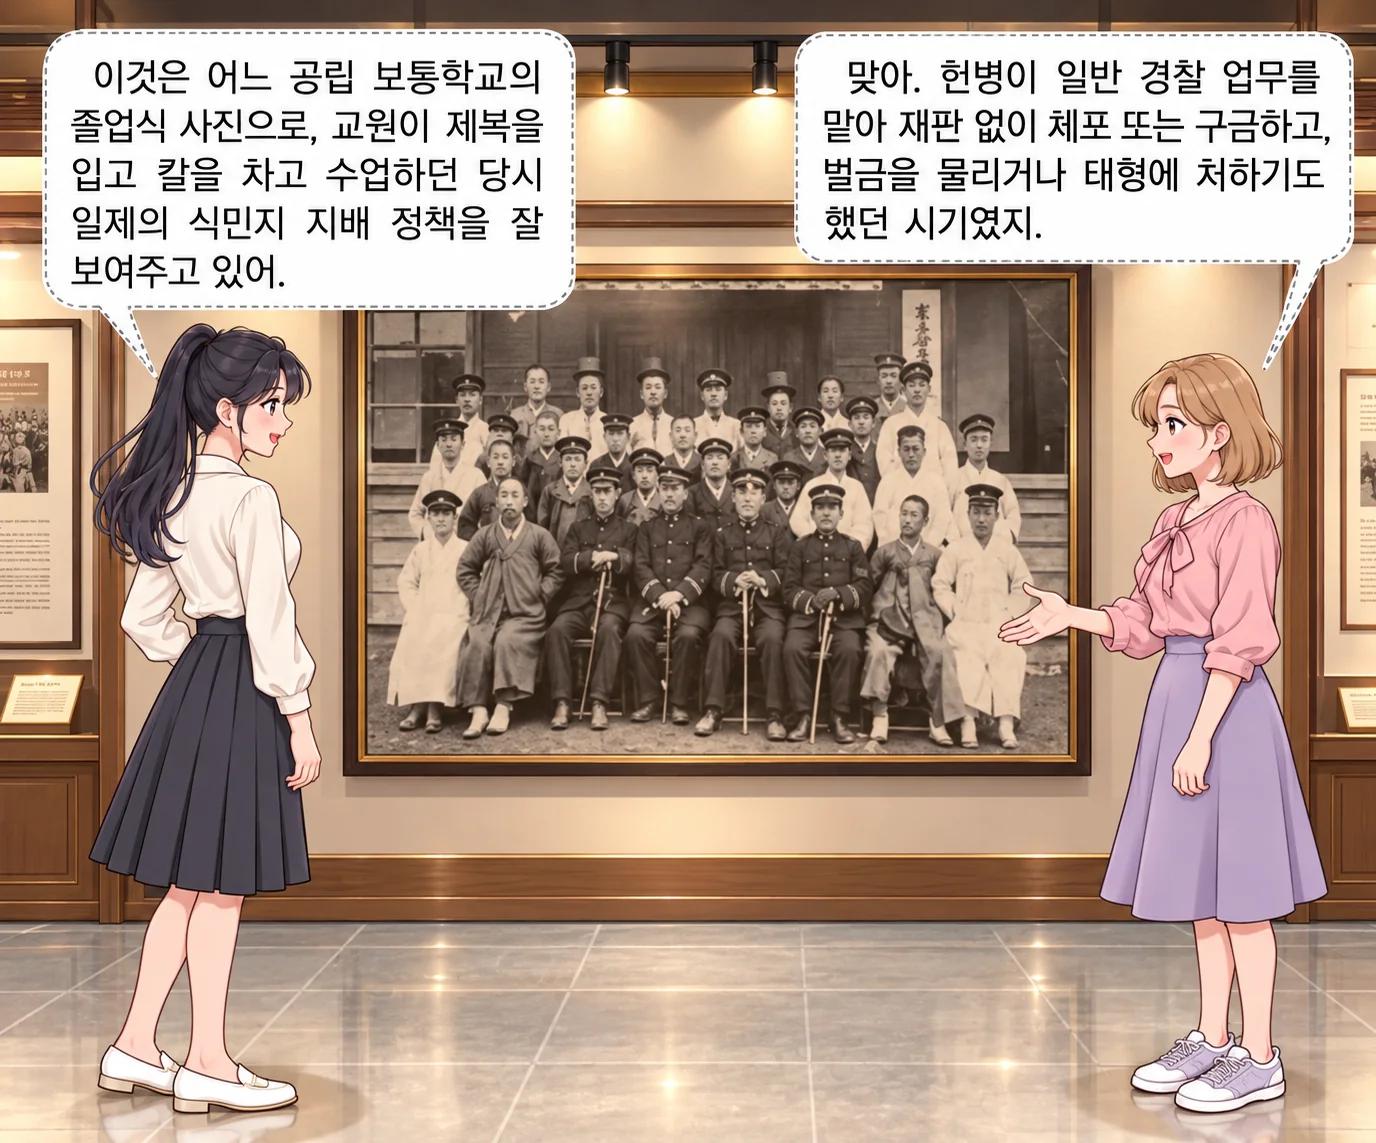 이것은 어느 공립 보통학교의
졸업식 사진으로, 교원이 제복을
입고 칼을 차고 수업하던 당시
일제의 식민지 지배 정책을 잘
보여주고 있어.
맞아. 헌병이 일반 경찰 업무를
맡아 재판 없이 체포 또는 구금하고,
벌금을 물리거나 태형에 처하기도
했던 시기였지.